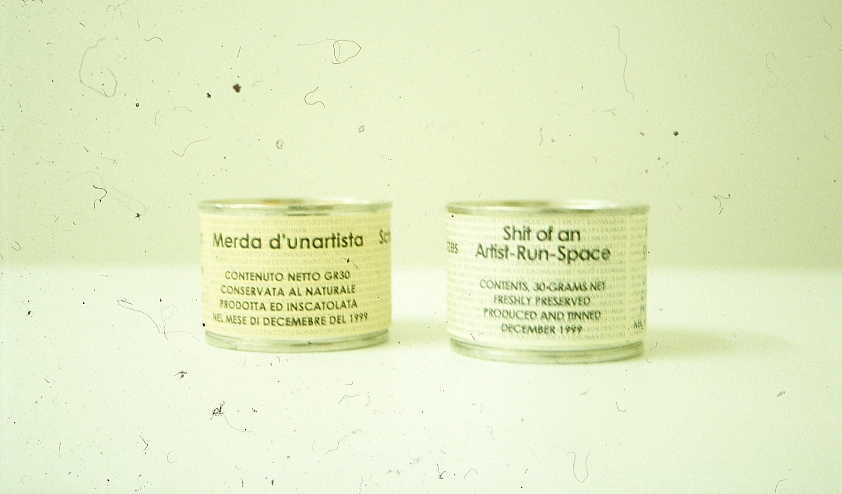 Merda d'unartista
CONTENUTO NETTO GR30
CONSERVATA AL NATURALE
PRODOTTA ED INSCATOLATA
NEL MESE DI DECEMEBRE DEL 1999
Shit of an
Artist-Run-Space
CONTENTS, 30-GRAMS NET
FRESHLY PRESERVED
PRODUCED AND TINNED
DECEMBER 1999